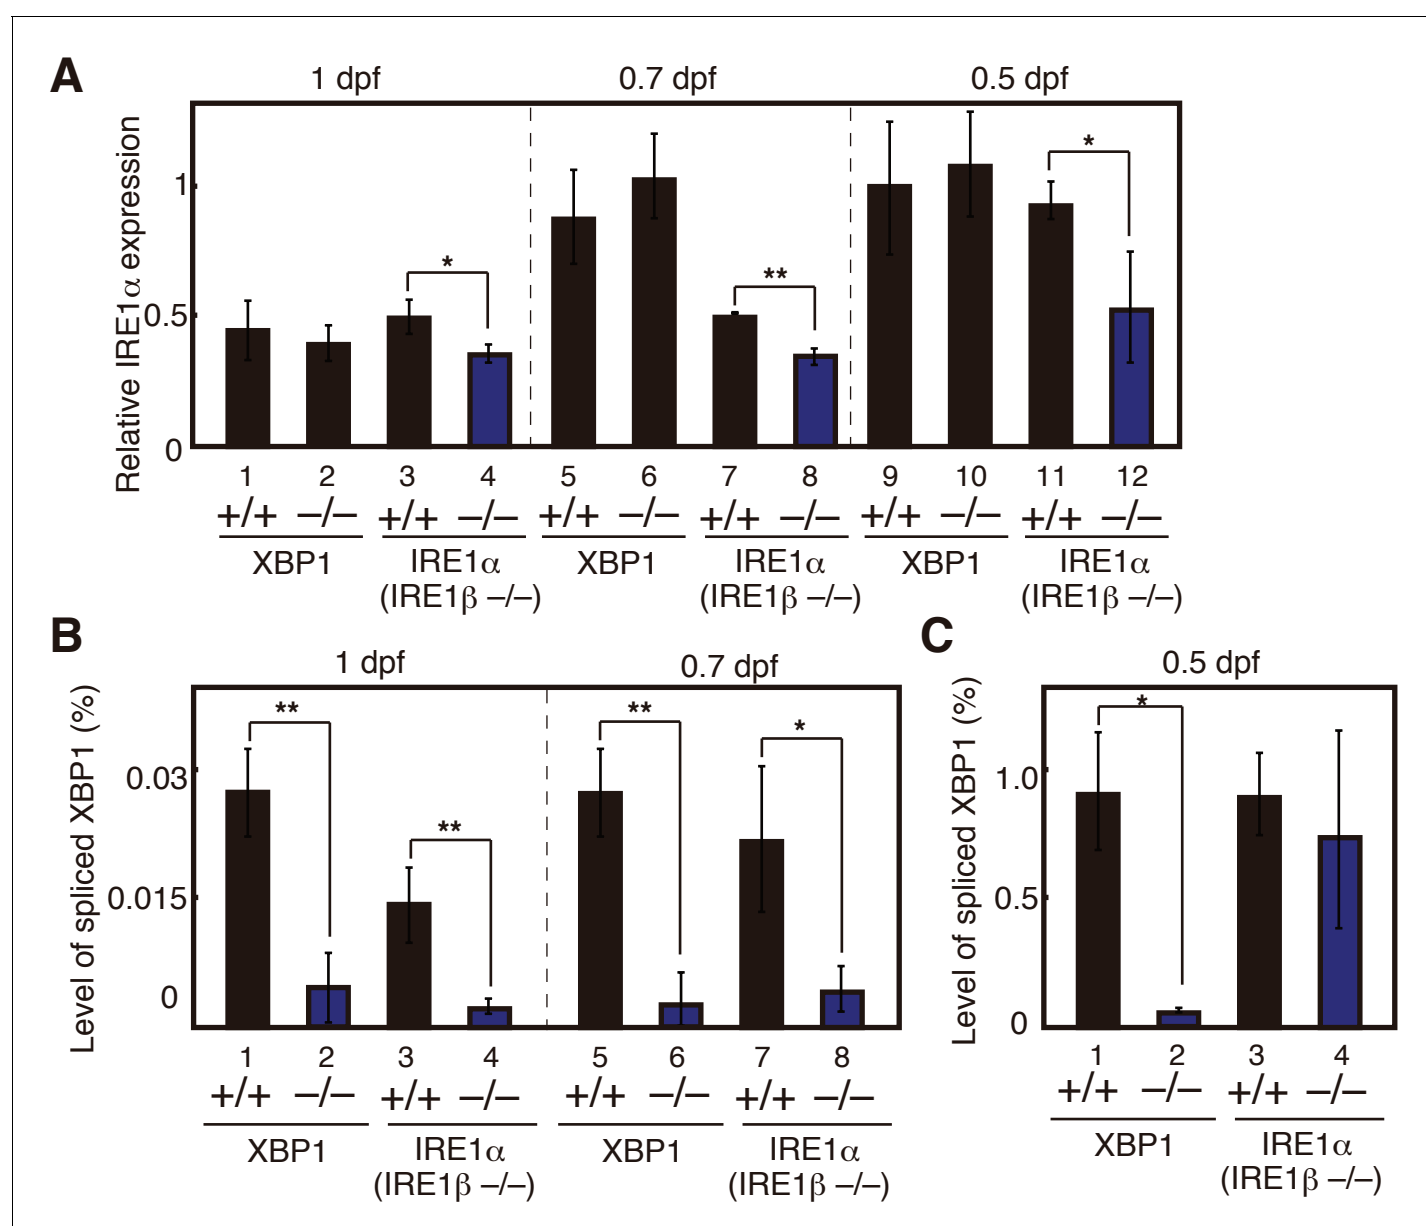 A
1 dpf 0.7 dpf 0.5 dpf
Relative IRE1α expression
1
0.5
0
* ** *
1 2 3 4 5 6 7 8 9 10 11 12
+/+ –/– +/+ –/– +/+ –/– +/+ –/– +/+ –/– +/+ –/–
XBP1 IRE1α XBP1 IRE1α XBP1 IRE1α
(IRE1β –/–) (IRE1β –/–) (IRE1β –/–)
B
1 dpf 0.7 dpf
Level of spliced XBP1 (%)
0.03
0.015
0
** ** ** *
1 2 3 4 5 6 7 8
+/+ –/– +/+ –/– +/+ –/– +/+ –/–
XBP1 IRE1α XBP1 IRE1α
(IRE1β –/–) (IRE1β –/–)
C
0.5 dpf
Level of spliced XBP1 (%)
1.0
0.5
0
*
1 2 3 4
+/+ –/– +/+ –/–
XBP1 IRE1α
(IRE1β –/–)